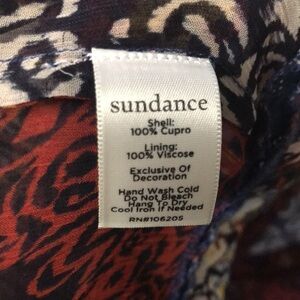 sundance
Shell:
100% Cupro
Lining:
100% Viscose
Exclusive Of
Decoration
Hand Wash Cold
Do Not Bleach
Hang To Dry
Cool Iron If Needed
RN#106205